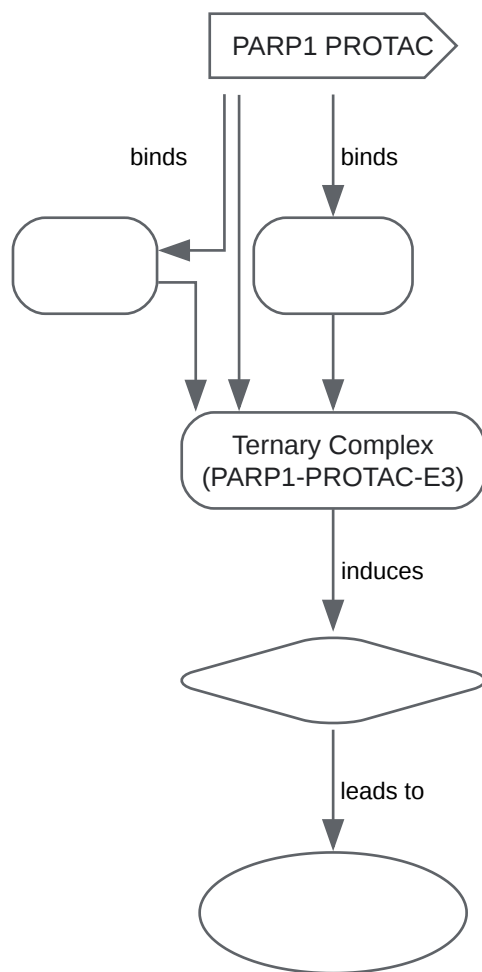 PARP1 PROTAC
binds
binds
Ternary Complex
(PARP1-PROTAC-E3)
induces
leads to